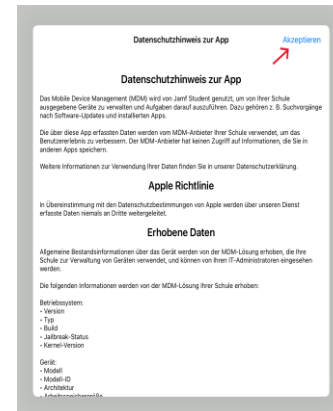 Datenschutzhinweis zur App
Akzeptieren
Datenschutzhinweis zur App
Das Mobile Device Management (MDM) wird von Jamf Student genutzt, um von Ihrer Schule
ausgegebene Geräte zu verwalten und Aufgaben darauf auszuführen. Dazu gehören z. B. Suchvorgänge
nach Software-Updates und installierten Apps.
Die über diese App erfassten Daten werden vom MDM-Anbieter Ihrer Schule verwendet, um das
Benutzererlebnis zu verbessern. Der MDM-Anbieter hat keinen Zugriff auf Informationen, die Sie in
anderen Apps speichern.
Weitere Informationen zur Verwendung Ihrer Daten finden Sie in unserer Datenschutzerklärung.
Apple Richtlinie
In Übereinstimmung mit den Datenschutzbestimmungen von Apple werden über unseren Dienst
erfasste Daten niemals an Dritte weitergeleitet.
Erhobene Daten
Allgemeine Bestandsinformationen über das Gerät werden von der MDM-Lösung erhoben, die Ihre
Schule zur Verwaltung von Geräten verwendet, und können von Ihren IT-Administratoren eingesehen
werden.
Die folgenden Informationen werden von der MDM-Lösung Ihrer Schule erhoben:
Betriebssystem:
- Version
- Typ
- Build
- Jailbreak-Status
- Kernel-Version
Gerät:
- Modell
- Modell-ID
- Architektur
- Arbeitsspeichergröße